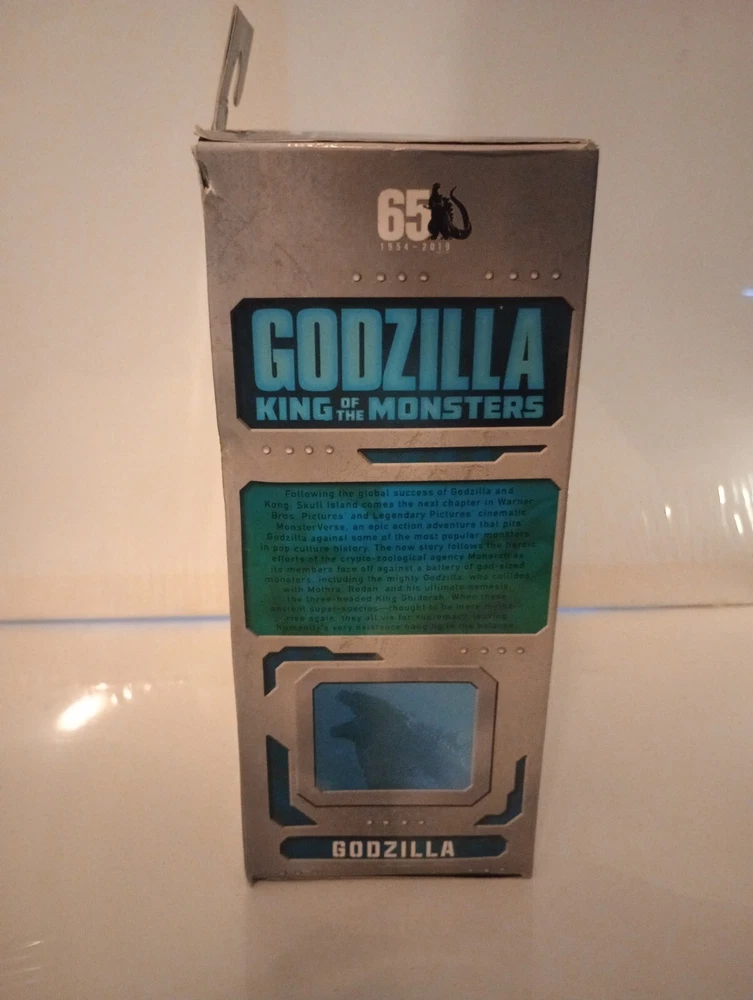 65
1954-2019
GODZILLA
KING OF THE MONSTERS
Following the global success of Godzilla and
Kong: Skull Island comes the next chapter in Warner
Bros. Pictures' and Legendary Pictures' cinematic
MonsterVerse, an epic action adventure that pits
Godzilla against some of the most popular monsters
in pop culture history. The new story follows the heroic
efforts of the crypto-zoological agency Monarch as
its members face off against a battery of god-sized
monsters, including the mighty Godzilla, who collides
with Mothra, Rodan, and his ultimate nemesis
the three-headed King Ghidorah. When these
ancient super-species—thought to be mere myths—
rise again, they all vie for supremacy, leaving
humanity's very existence hanging in the balance.
GODZILLA